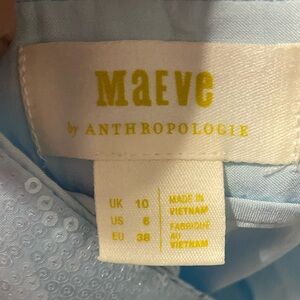 Maeve
by ANTHROPOLOGIE
UK 10
US 6
EU 38
MADE IN
VIETNAM
FABRIQUÉ
AU
VIETNAM